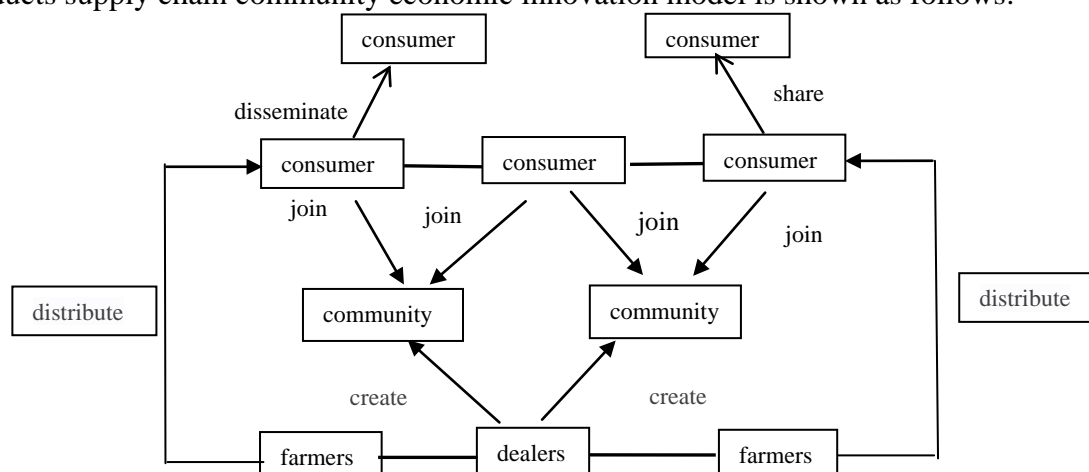 ducts supply chain community economic innovation model is shown as follows:
consumer
consumer
share
disseminate
consumer
consumer
consumer
join
join
join
join
distribute
community
community
distribute
create
create
farmers
dealers
farmers